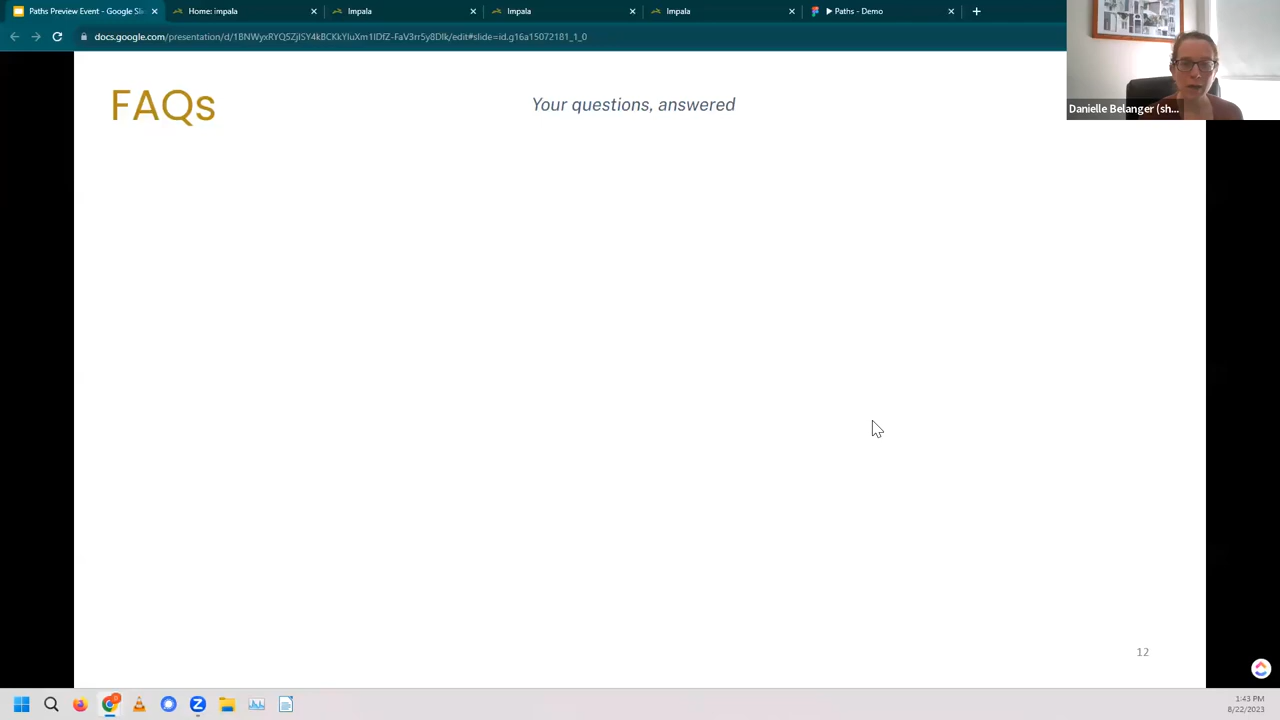 Paths Preview Event - Google Sli
Home: impala
Impala
Impala
Impala
Paths - Demo
docs.google.com/presentation/d/1BNWyxRYQ5ZjISY4kBCKkYluXm1lDfZ-FaV3rr5y8Dlk/edit#slide=id.g16a15072181_1_0
Danielle Belanger (sh...
FAQs
Your questions, answered
12
1:43 PM
8/22/2023